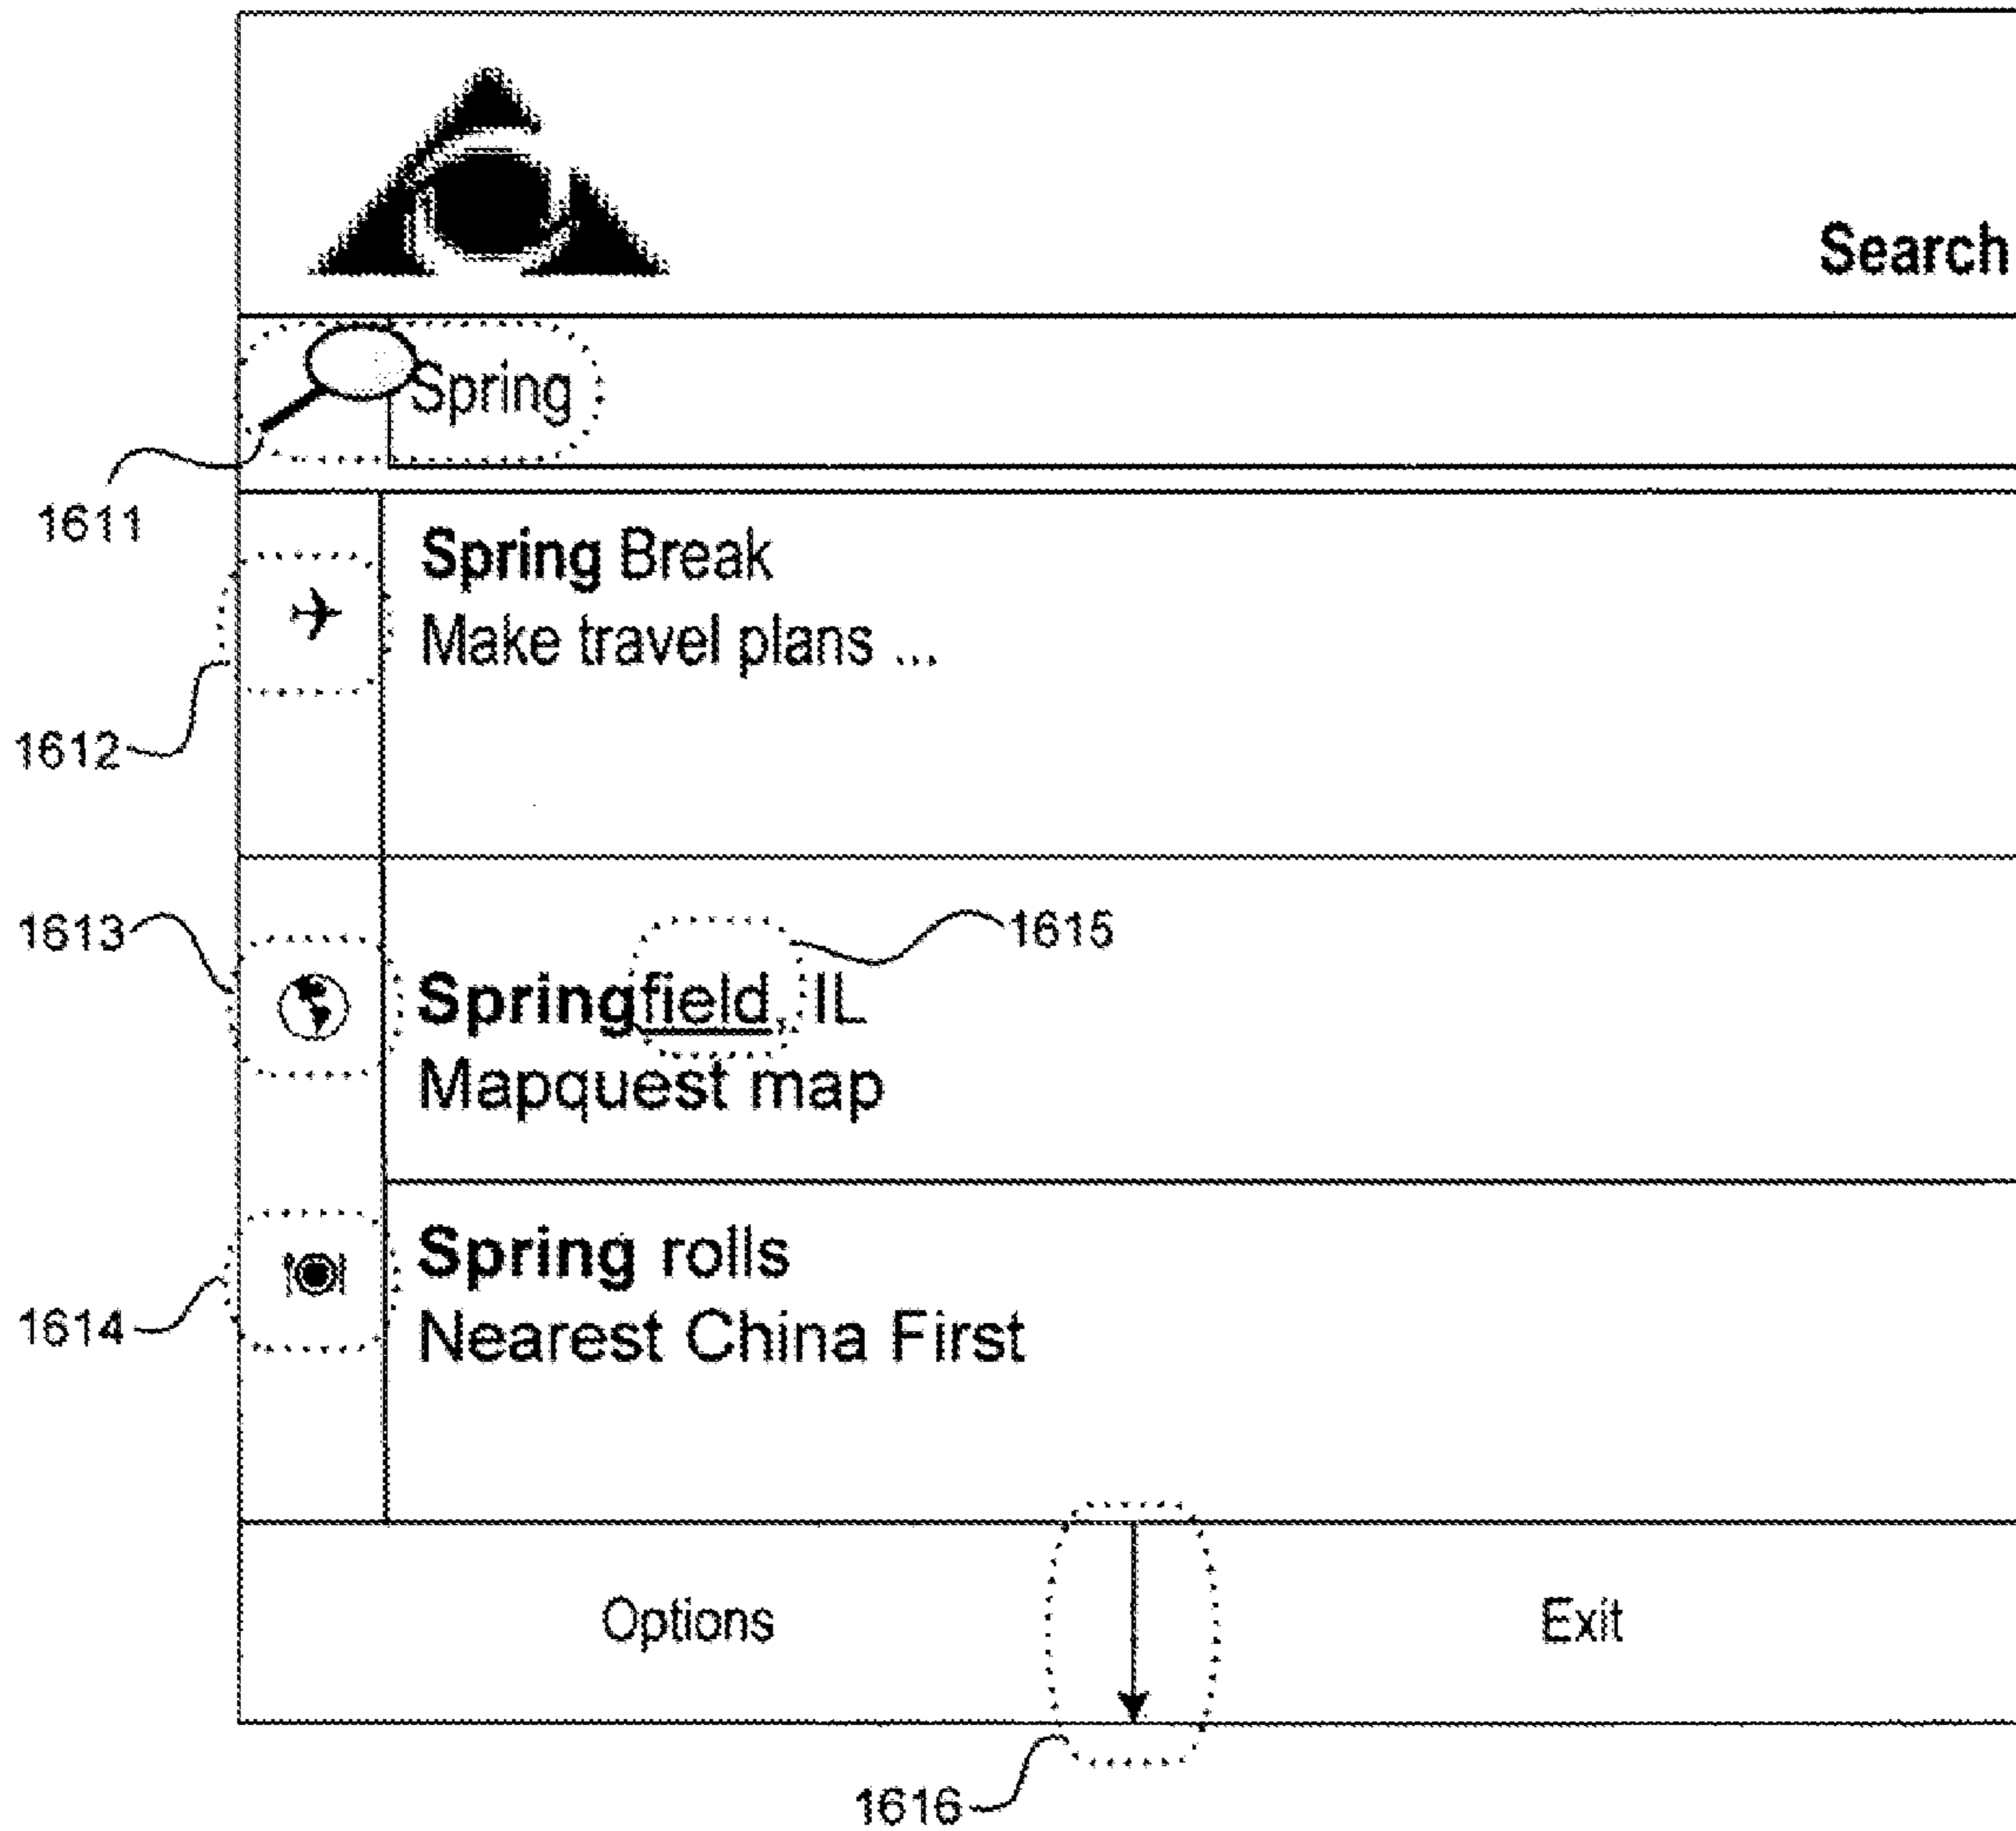 Search
Spring
1611
Spring Break
Make travel plans ...
1612
1613
1615
Springfield, IL
Mapquest map
Spring rolls
Nearest China First
1614
Options
Exit
1616